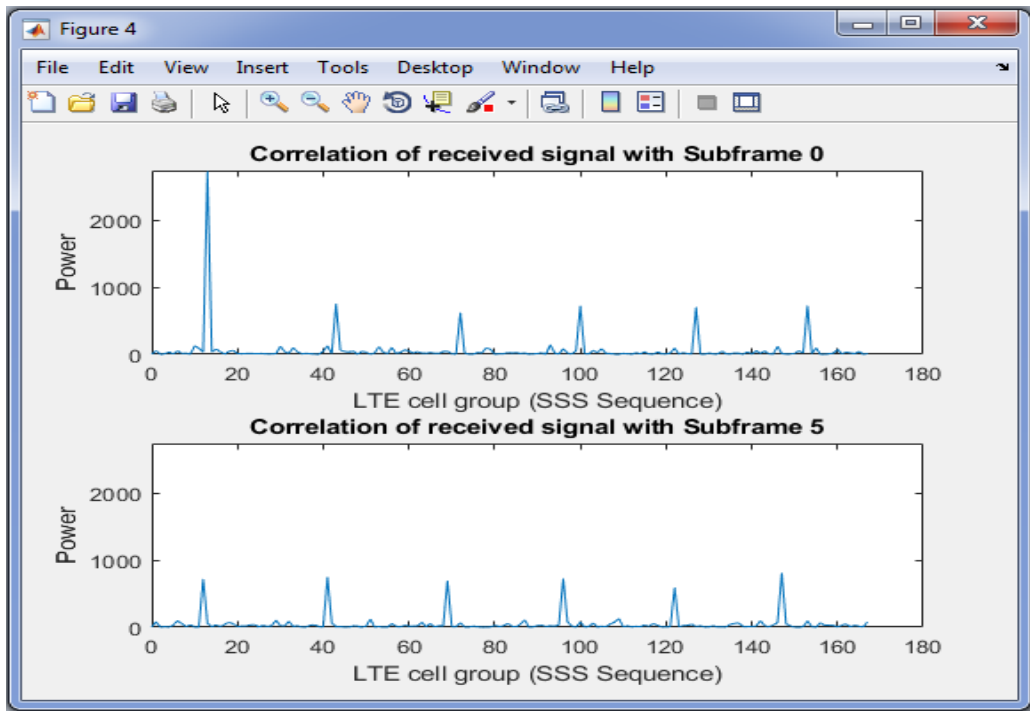 Figure 4
File Edit View Insert Tools Desktop Window Help
Correlation of received signal with Subframe 0
Power
2000
1000
0
0 20 40 60 80 100 120 140 160 180
LTE cell group (SSS Sequence)
Correlation of received signal with Subframe 5
Power
2000
1000
0
0 20 40 60 80 100 120 140 160 180
LTE cell group (SSS Sequence)